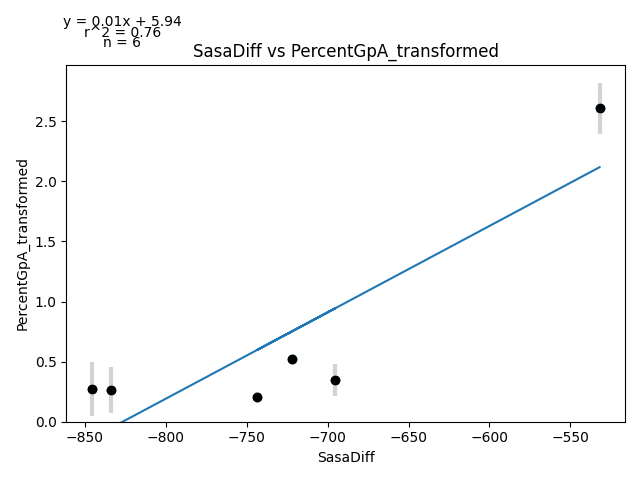 y = 0.01x + 5.94
r^2 = 0.76
n = 6
SasaDiff vs PercentGpA_transformed
PercentGpA_transformed
2.5
2.0
1.5
1.0
0.5
0.0
−850
−800
−750
−700
−650
−600
−550
SasaDiff